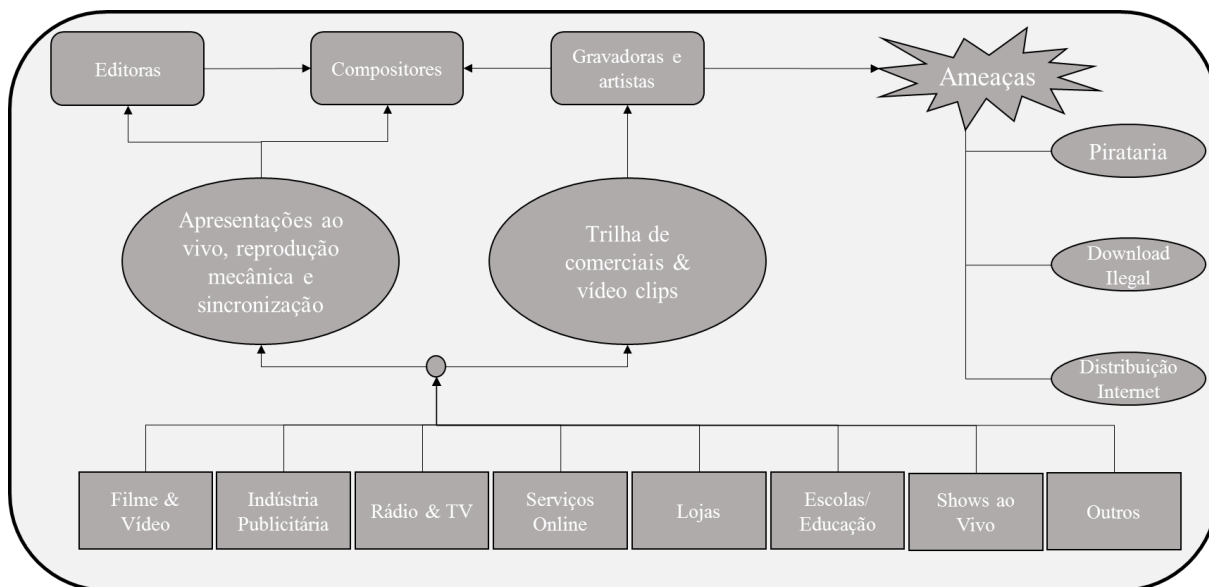 Editoras
Compositores
Gravadoras e
artistas
Ameaças
Pirataria
Apresentações ao
vivo, reprodução
mecânica e
sincronização
Trilha de
comerciais &
vídeo clips
Download
Ilegal
Distribuição
Internet
Filme &
Vídeo
Indústria
Publicitária
Rádio & TV
Serviços
Online
Lojas
Escolas/
Educação
Shows ao
Vivo
Outros